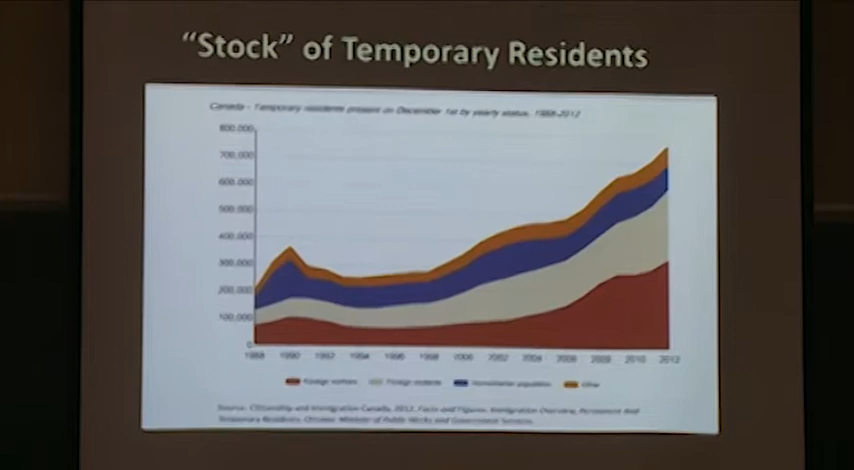 “Stock” of Temporary Residents
Canada - Temporary residents present on December 1st by yearly status, 1988-2012
800,000
700,000
600,000
500,000
400,000
300,000
200,000
100,000
0
1988 1990 1992 1994 1996 1998 2000 2002 2004 2006 2008 2010 2012
Foreign workers Foreign students Humanitarian population Other
Source: Citizenship and Immigration Canada, 2012. Facts and Figures. Immigration Overview, Permanent and
Temporary Residents. Ottawa: Minister of Public Works and Government Services.